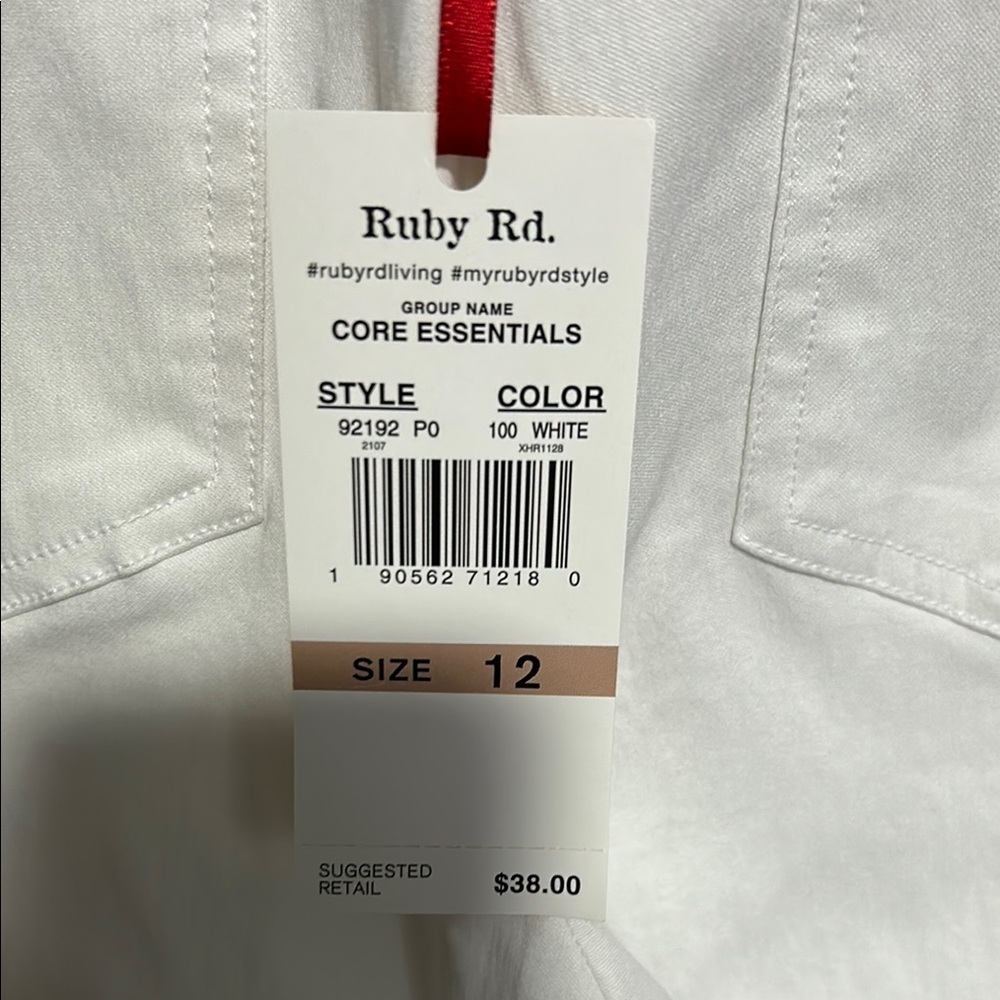 Ruby Rd.
#rubyrdliving #myrubyrdstyle
GROUP NAME
CORE ESSENTIALS
STYLE COLOR
92192 P0 100 WHITE
2107 XHR1128
1 90562 71218 0
SIZE 12
SUGGESTED
RETAIL $38.00